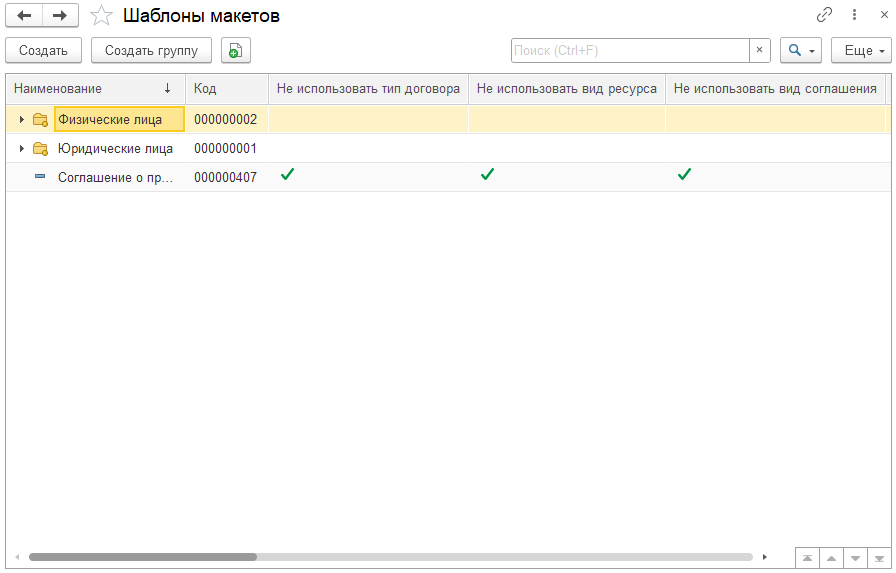 Шаблоны макетов
Создать Создать группу Поиск (Ctrl+F) × Еще
Наименование ↓ Код Не использовать тип договора Не использовать вид ресурса Не использовать вид соглашения
Физические лица 000000002
Юридические лица 000000001
Соглашение о пр... 000000407